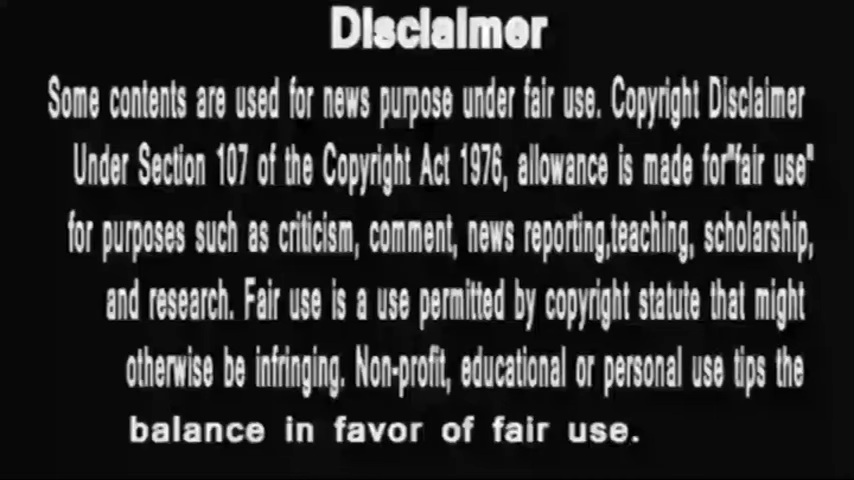 Disclaimer
Some contents are used for news purpose under fair use. Copyright Disclaimer
Under Section 107 of the Copyright Act 1976, allowance is made for"fair use"
for purposes such as criticism, comment, news reporting,teaching, scholarship,
and research. Fair use is a use permitted by copyright statute that might
otherwise be infringing. Non-profit, educational or personal use tips the
balance in favor of fair use.